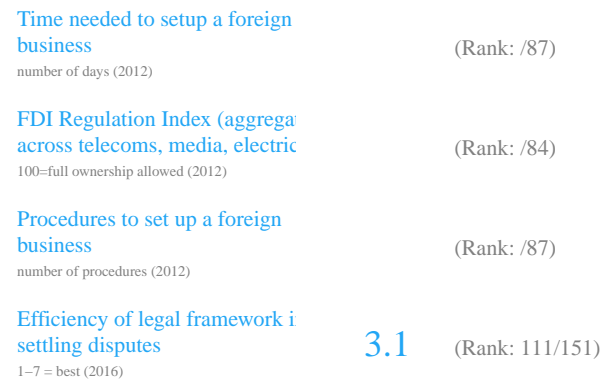 Time needed to setup a foreign
business
number of days (2012)
(Rank: /87)
FDI Regulation Index
across telecoms, media,
100=full ownership allowed (2012)
(Rank: /84)
Procedures to set up a foreign
business
number of procedures (2012)
(Rank: /87)
Efficiency of legal framework
settling disputes
1–7 = best (2016)
3.1 (Rank: 111/151)